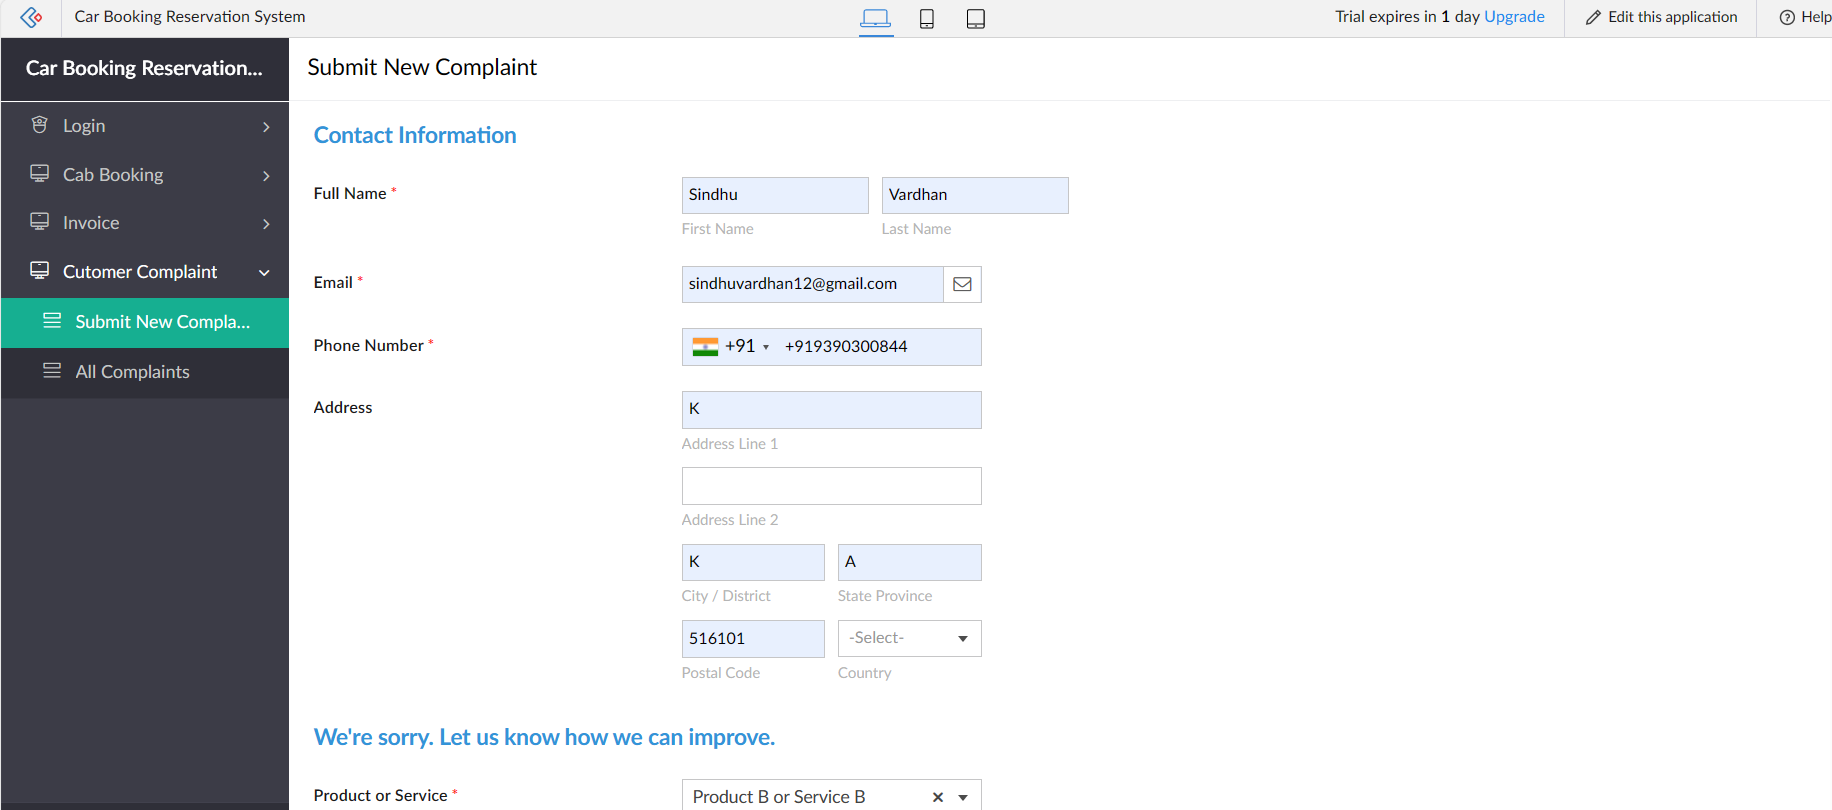 Car Booking Reservation System
Trial expires in 1 day Upgrade
Edit this application
Help
Car Booking Reservation...
Login
Cab Booking
Invoice
Cutomer Complaint
Submit New Compla...
All Complaints
Submit New Complaint
Contact Information
Full Name *
Sindhu
Vardhan
First Name
Last Name
Email *
sindhuvardhan12@gmail.com
Phone Number *
+91
+919390300844
Address
K
Address Line 1
Address Line 2
K
A
City / District
State Province
516101
-Select-
Postal Code
Country
We're sorry. Let us know how we can improve.
Product or Service *
Product B or Service B